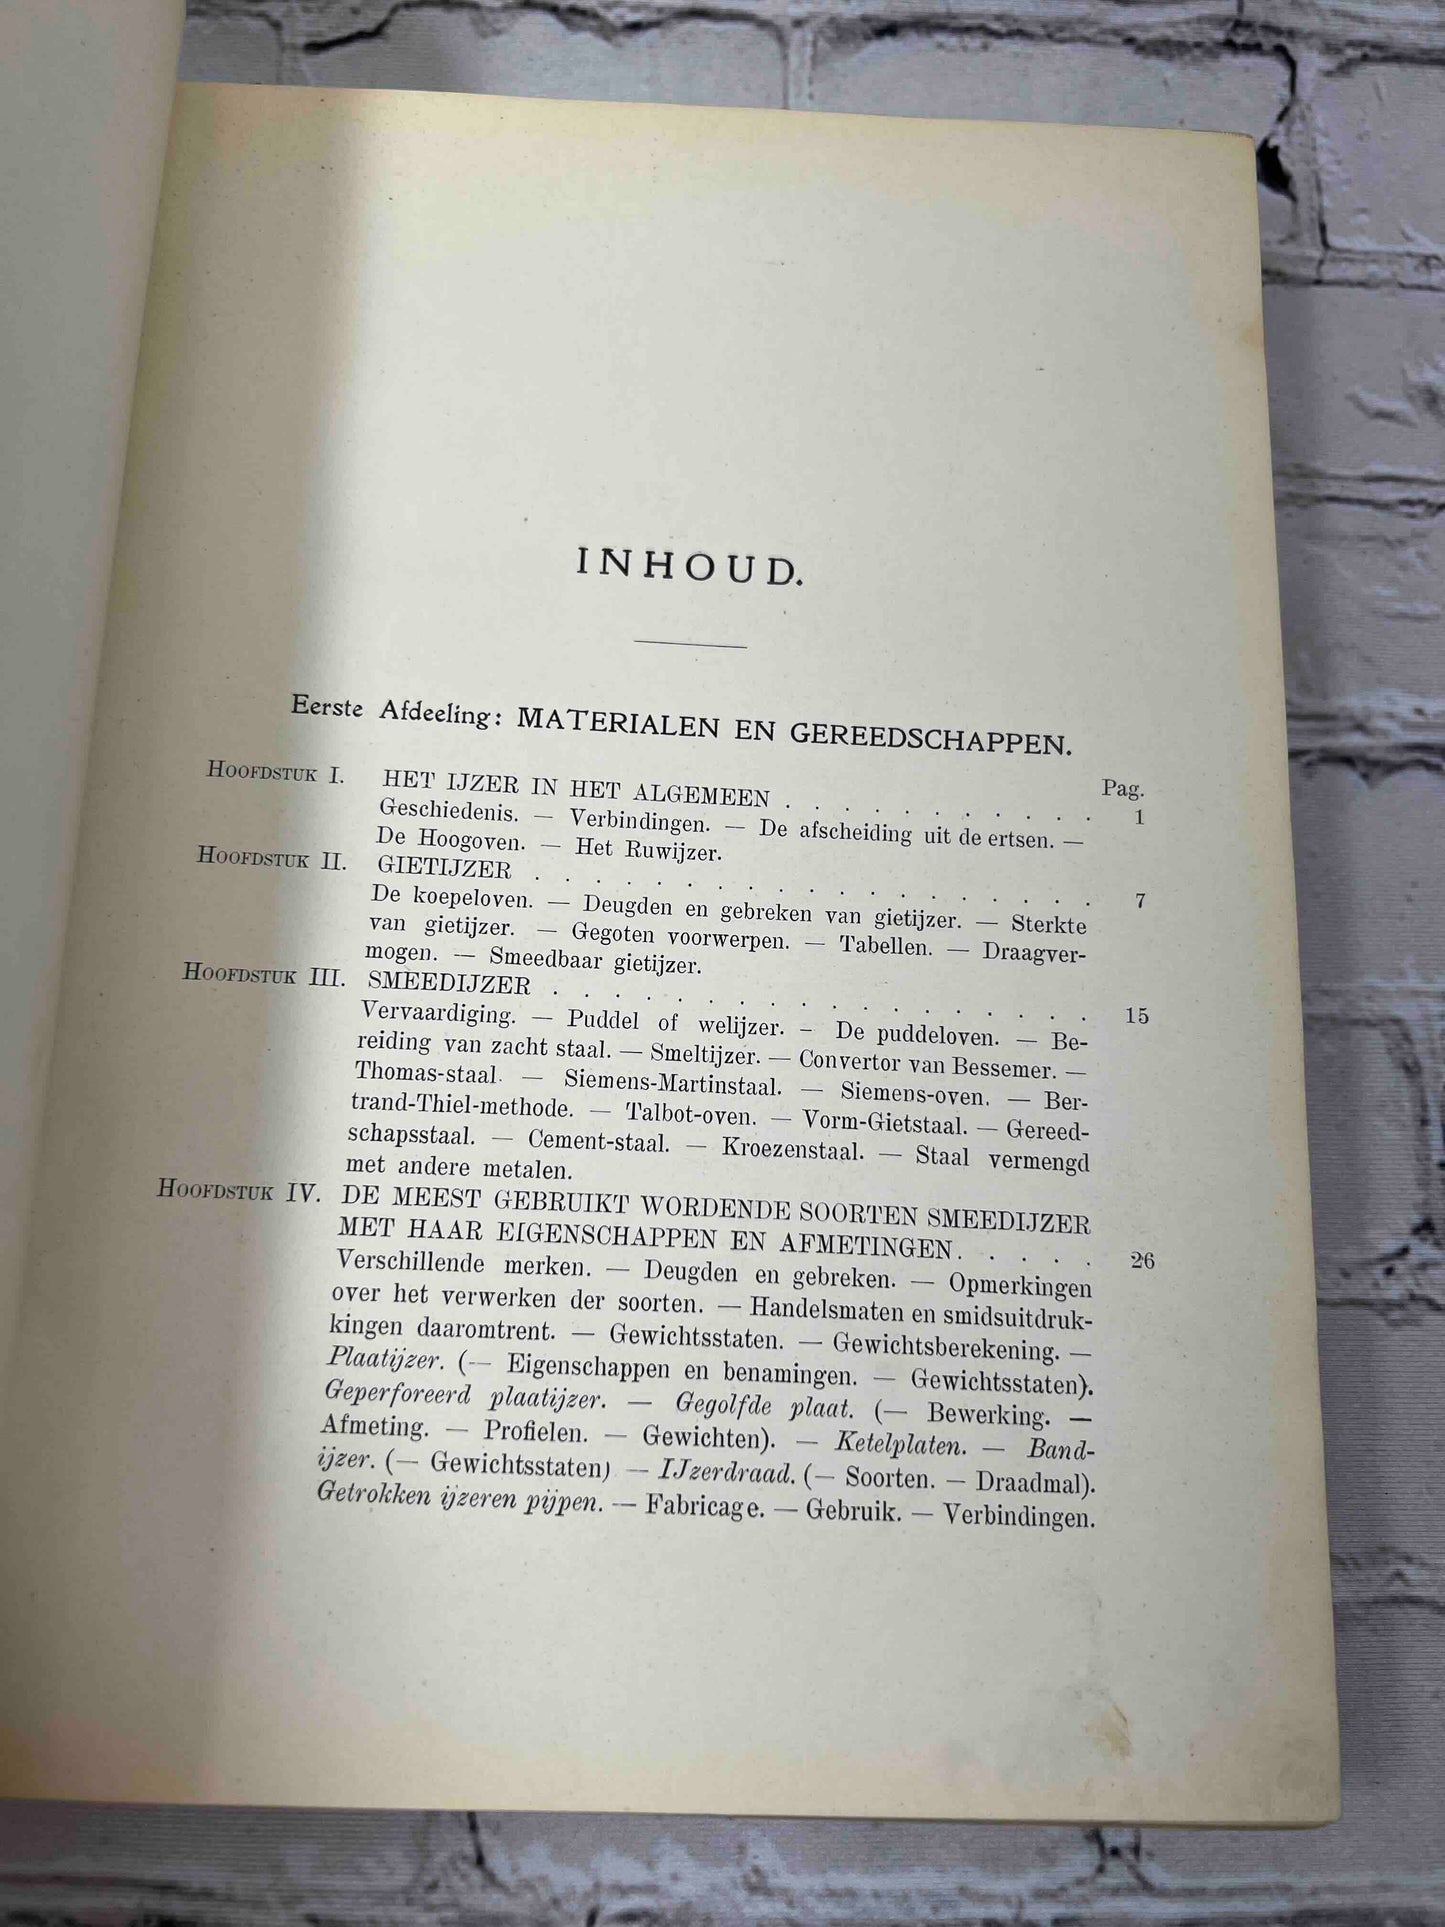 INHOUD.
Eerste Afdeeling: MATERIALEN EN GEREEDSCHAPPEN.
Pag.
HOOFDSTUK I. HET IJZER IN HET ALGEMEEN . . . . . . . . . . . 1
Geschiedenis. — Verbindingen. — De afscheiding uit de ertsen. —
De Hoogoven. — Het Ruwijzer.
HOOFDSTUK II. GIETIJZER . . . . . . . . . . . . . . . . . . . 7
De koepeloven. — Deugden en gebreken van gietijzer. — Sterkte
van gietijzer. — Gegoten voorwerpen. — Tabellen. — Draagver-
mogen. — Smeedbaar gietijzer.
HOOFDSTUK III. SMEEDIJZER . . . . . . . . . . . . . . . . . . 15
Vervaardiging. — Puddel of welijzer. – De puddeloven. — Be-
reiding van zacht staal. — Smeltijzer. — Convertor van Bessemer. —
Thomas-staal. — Siemens-Martinstaal. — Siemens-oven. — Ber-
trand-Thiel-methode. — Talbot-oven. — Vorm-Gietstaal. — Gereed-
schapsstaal. — Cement-staal. — Kroezenstaal. — Staal vermengd
met andere metalen.
HOOFDSTUK IV. DE MEEST GEBRUIKT WORDENDE SOORTEN SMEEDIJZER
MET HAAR EIGENSCHAPPEN EN AFMETINGEN. . . . . 26
Verschillende merken. — Deugden en gebreken. — Opmerkingen
over het verwerken der soorten. — Handelsmaten en smidsuitdruk-
kingen daaromtrent. — Gewichtsstaten. — Gewichtsberekening. —
Plaatijzer. (— Eigenschappen en benamingen. — Gewichtsstaten).
Geperforeerd plaatijzer. — Gegolfde plaat. (— Bewerking. —
Afmeting. — Profielen. — Gewichten). — Ketelplaten. — Band-
ijzer. (— Gewichtsstaten) — IJzerdraad. (— Soorten. — Draadmal).
Getrokken ijzeren pijpen. — Fabricage. — Gebruik. — Verbindingen.